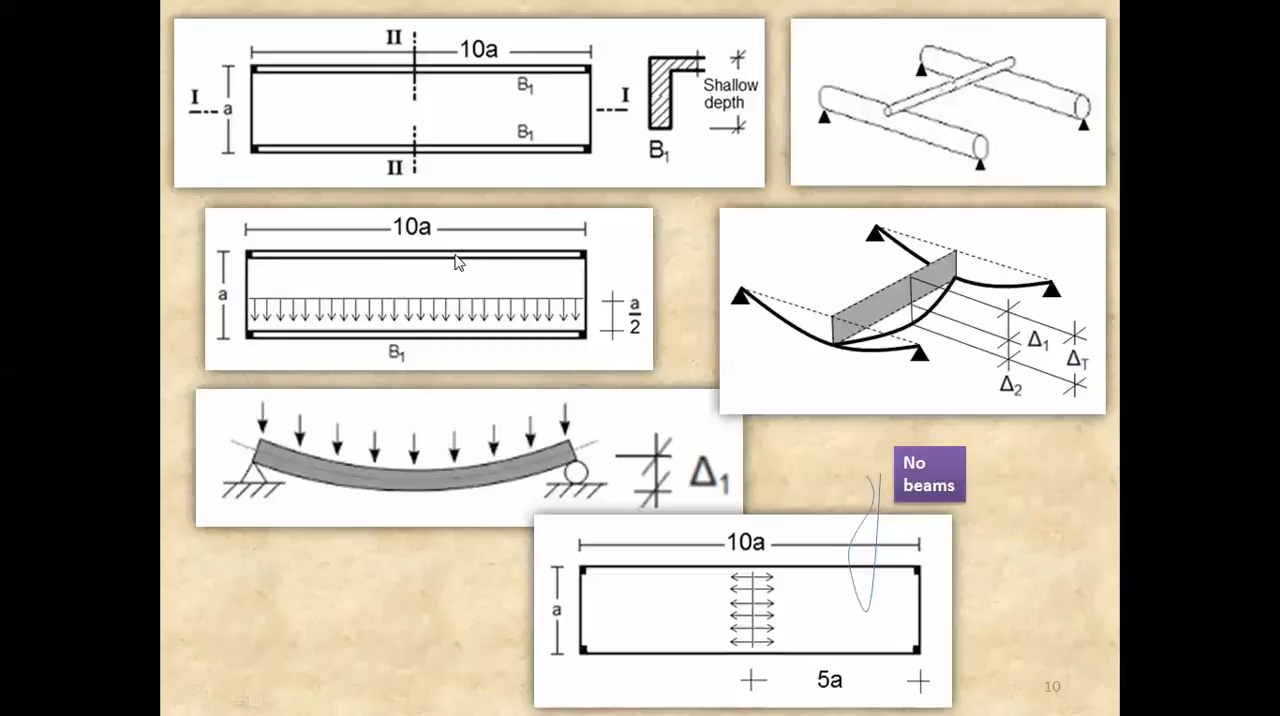 II
10a
I
a
B1
I
B1
II
Shallow
depth
B1
10a
a
a
2
B1
Δ1
ΔT
Δ2
Δ1
No
beams
10a
a
5a
10